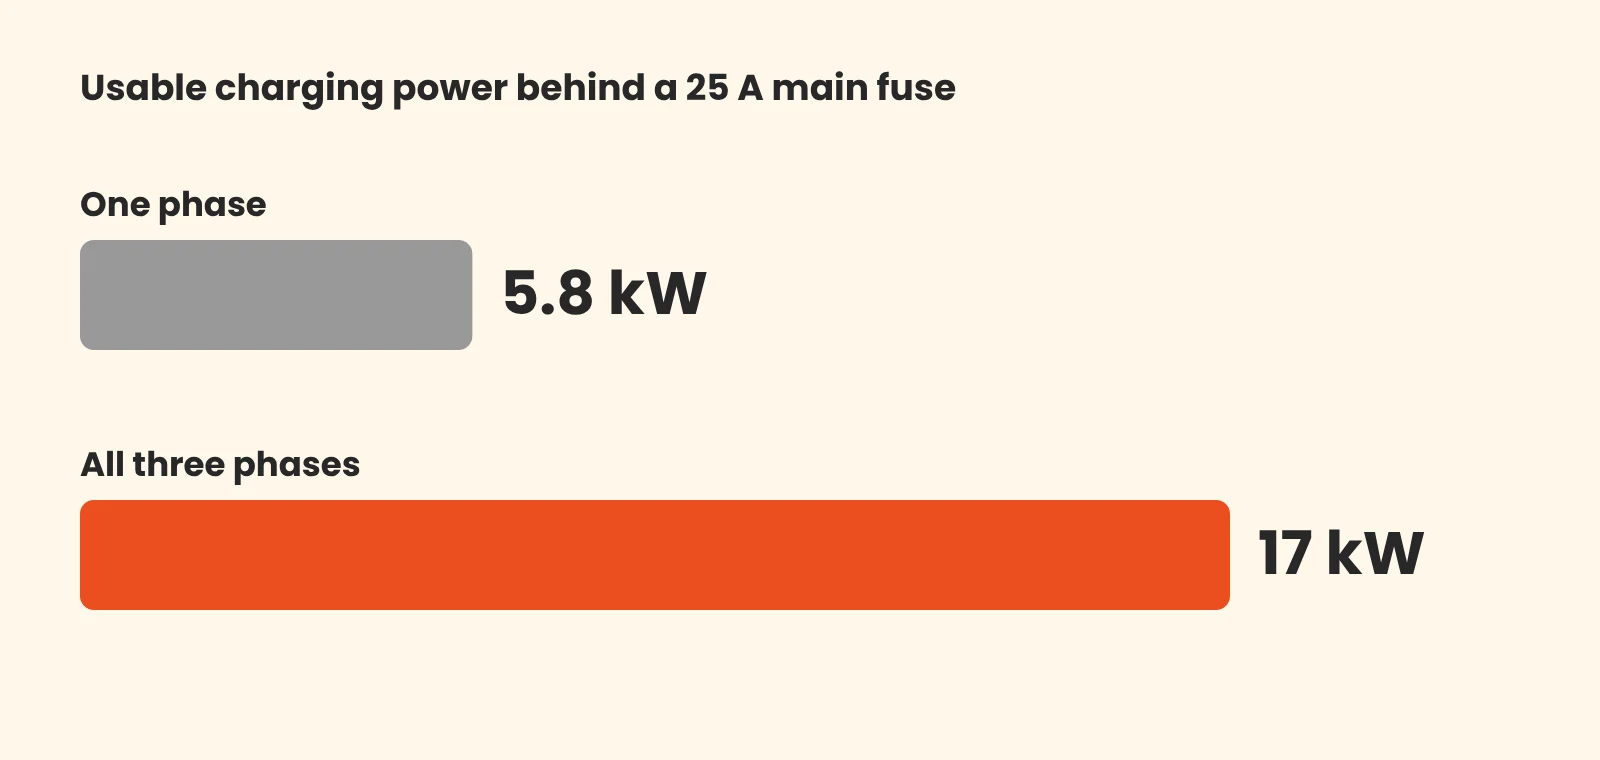 Usable charging power behind a 25 A main fuse
One phase
5.8 kW
All three phases
17 kW